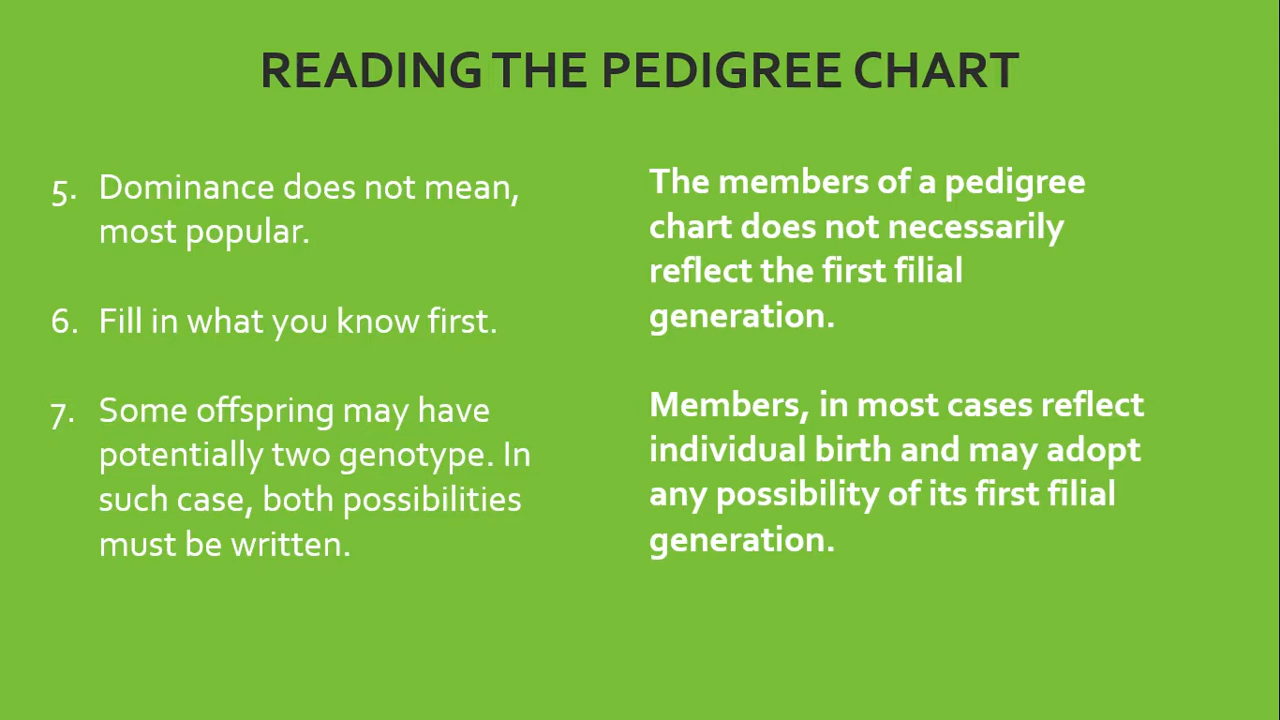 READING THE PEDIGREE CHART
5. Dominance does not mean,
most popular.
6. Fill in what you know first.
7. Some offspring may have
potentially two genotype. In
such case, both possibilities
must be written.
The members of a pedigree
chart does not necessarily
reflect the first filial
generation.
Members, in most cases reflect
individual birth and may adopt
any possibility of its first filial
generation.